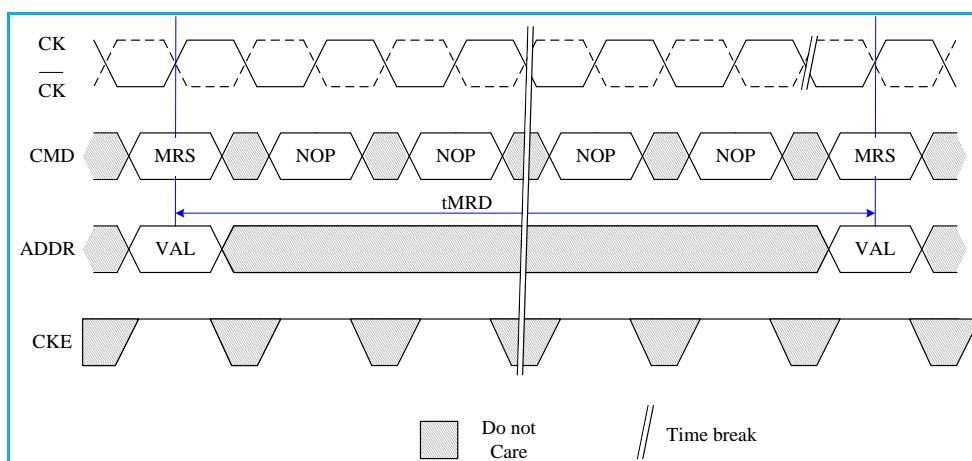 CK
CK
CMD MRS NOP NOP NOP NOP MRS
tMRD
ADDR VAL VAL
CKE
Do not
Care
Time break